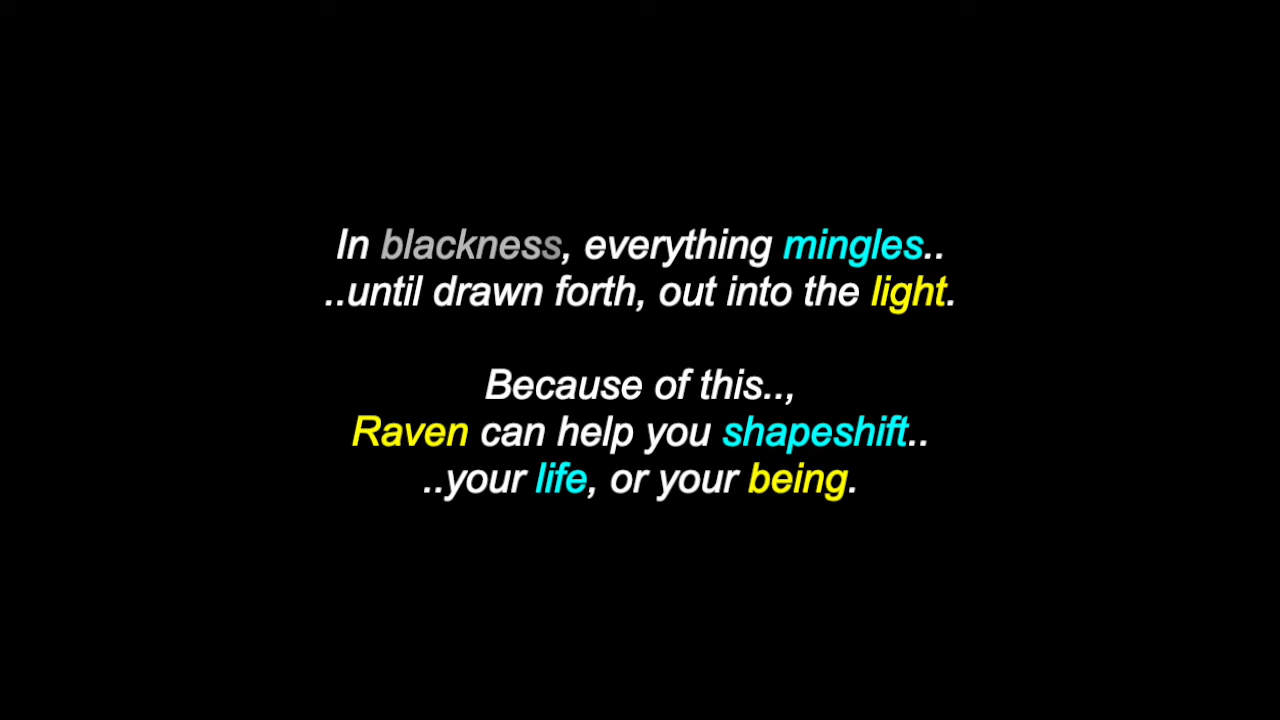 In blackness, everything mingles..
..until drawn forth, out into the light.
Because of this..,
Raven can help you shapeshift..
..your life, or your being.